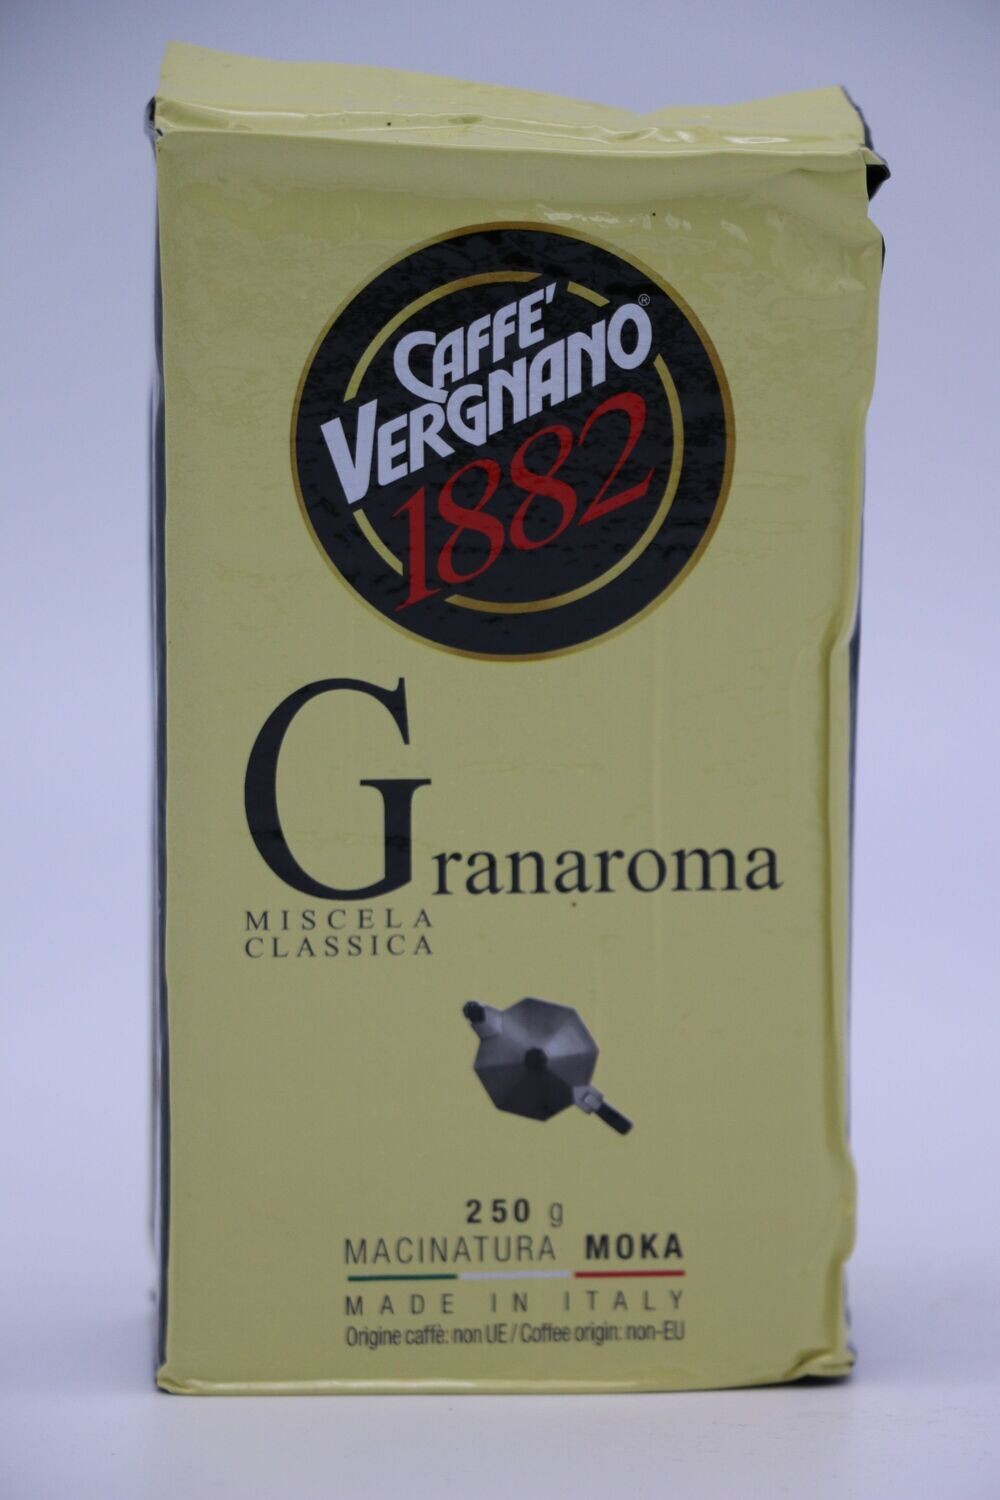 CAFFE'
VERGNANO®
1882
Granaroma
MISCELA
CLASSICA
250 g
MACINATURA MOKA
MADE IN ITALY
Origine caffè: non UE / Coffee origin: non-EU